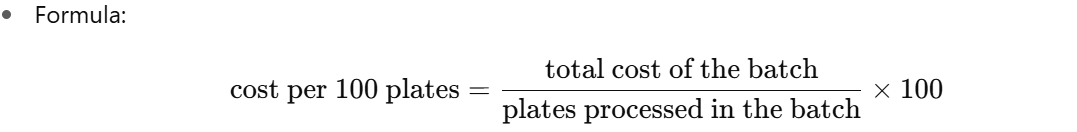 • Formula:
cost per 100 plates = total cost of the batch / plates processed in the batch × 100